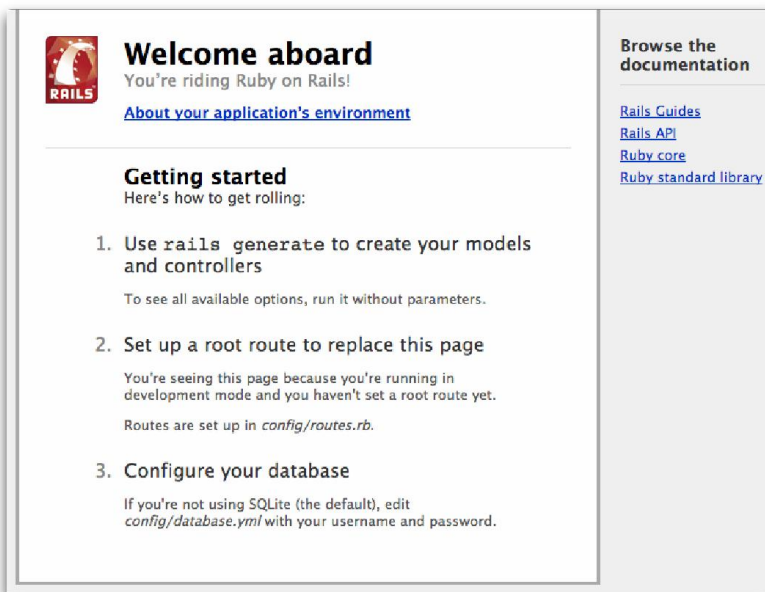 RAILS
Welcome aboard
You're riding Ruby on Rails!
About your application's environment
Getting started
Here's how to get rolling:
1. Use rails generate to create your models
and controllers
To see all available options, run it without parameters.
2. Set up a root route to replace this page
You're seeing this page because you're running in
development mode and you haven't set a root route yet.
Routes are set up in config/routes.rb.
3. Configure your database
If you're not using SQLite (the default), edit
config/database.yml with your username and password.
Browse the
documentation
Rails Guides
Rails API
Ruby core
Ruby standard library